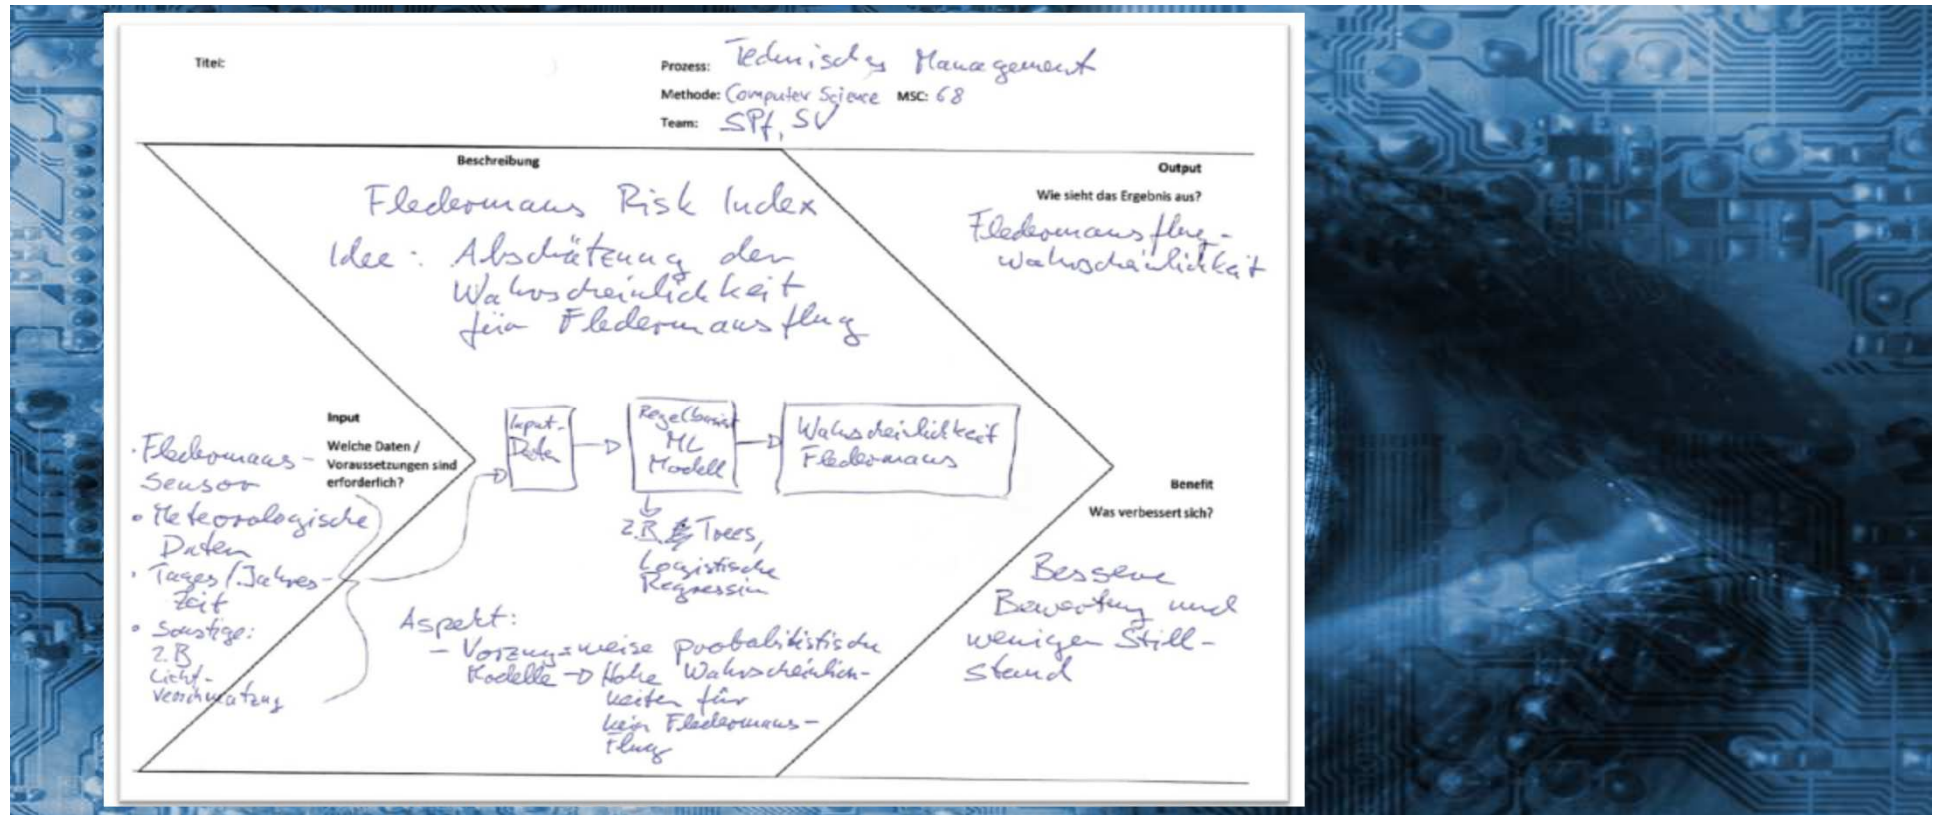 Titel:
Prozess: Technisches Management
Methode: Computer Science MSC: 68
Team: SPf, SV
Beschreibung
Fledermaus Risk Index
Idee: Abschätzung der
Wahrscheinlichkeit
für Fledermausflug
Input
Welche Daten /
Voraussetzungen sind
erforderlich?
· Fledermaus-
Sensor
• Meteorologische
Daten
• Tages/Jahres-
zeit
• Sonstige:
z.B
Licht-
verschmutzung
Input-
Daten
Regelbasiert
ML
Modell
Wahrscheinlichkeit
Fledermaus
z.B Trees,
Logistische
Regression
Aspekt:
- Vorzugsweise probabilistische
Modelle → Hohe Wahrscheinlich-
keiten für
kein Fledermaus-
flug
Output
Wie sieht das Ergebnis aus?
Fledermausflug-
wahrscheinlichkeit
Benefit
Was verbessert sich?
Bessere
Bewertung und
weniger Still-
stand